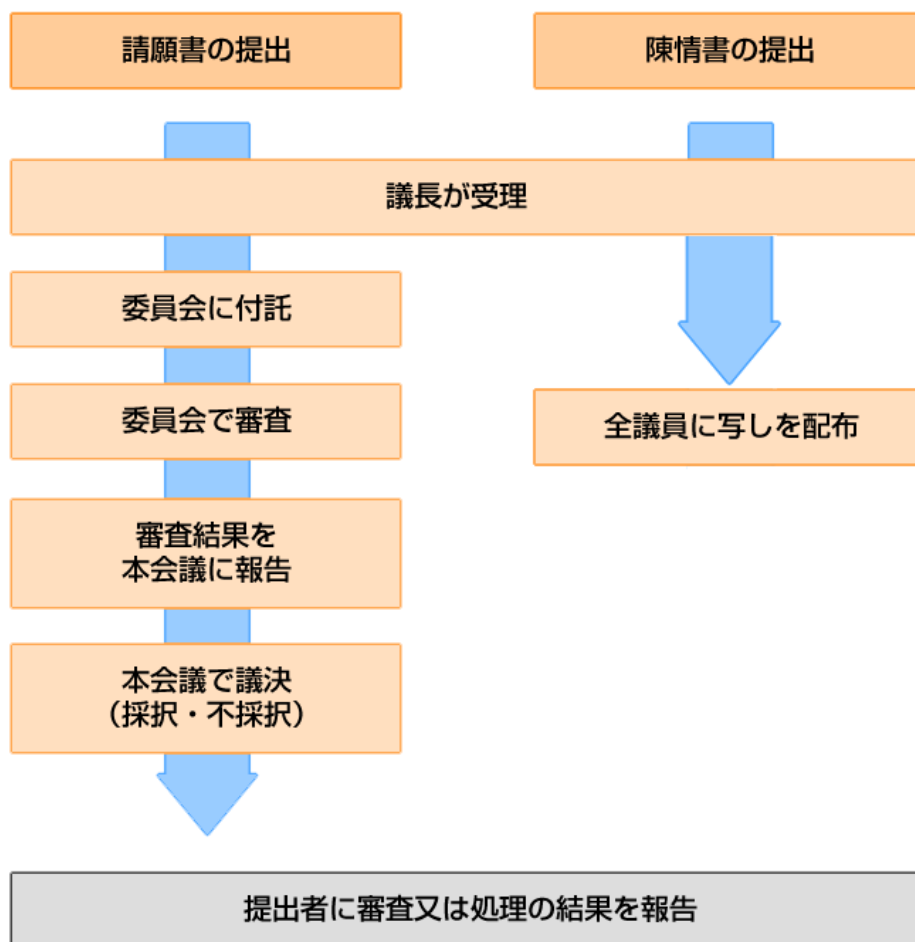 請願書の提出
陳情書の提出
議長が受理
委員会に付託
委員会で審査
全議員に写しを配布
審査結果を
本会議に報告
本会議で議決
（採択・不採択）
提出者に審査又は処理の結果を報告